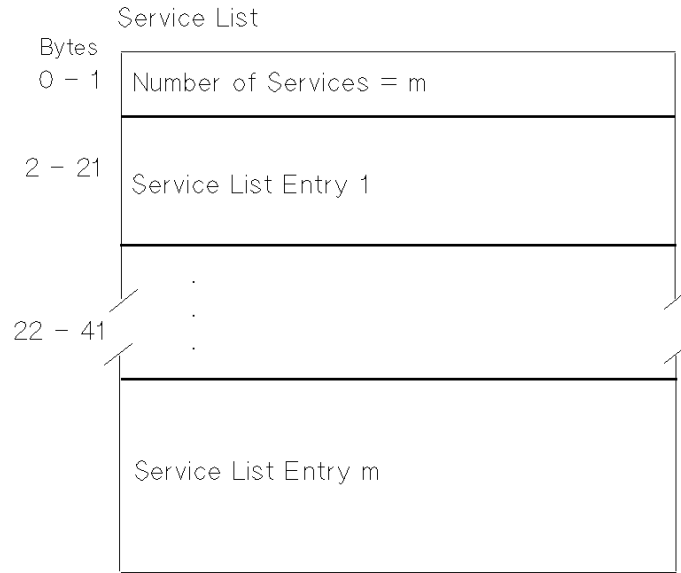 Service List
Bytes
0 - 1
Number of Services = m
2 - 21
Service List Entry 1
.
.
22 - 41
.
Service List Entry m